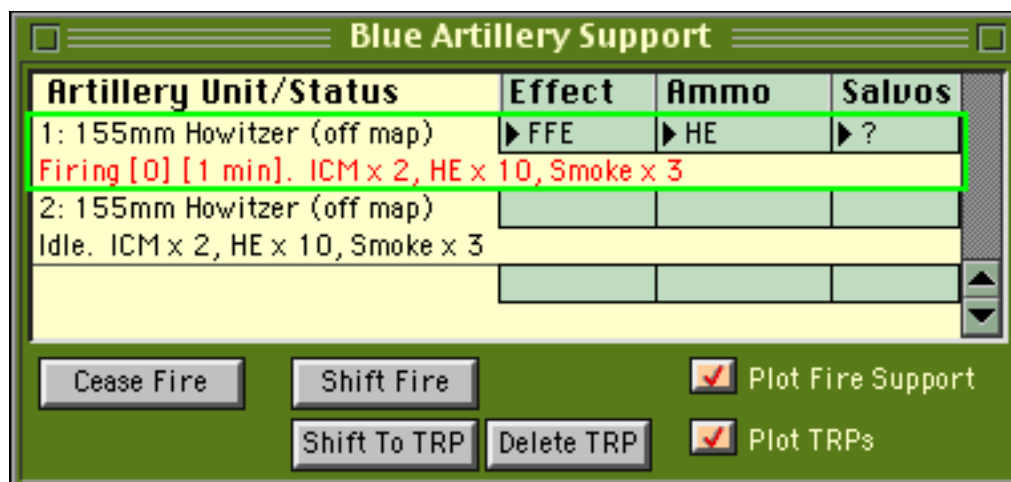 Blue Artillery Support
Artillery Unit/Status Effect Ammo Salvos
1: 155mm Howitzer (off map) FFE HE ?
Firing [0] [1 min]. ICM x 2, HE x 10, Smoke x 3
2: 155mm Howitzer (off map)
Idle. ICM x 2, HE x 10, Smoke x 3
Cease Fire Shift Fire Plot Fire Support
Shift To TRP Delete TRP Plot TRPs